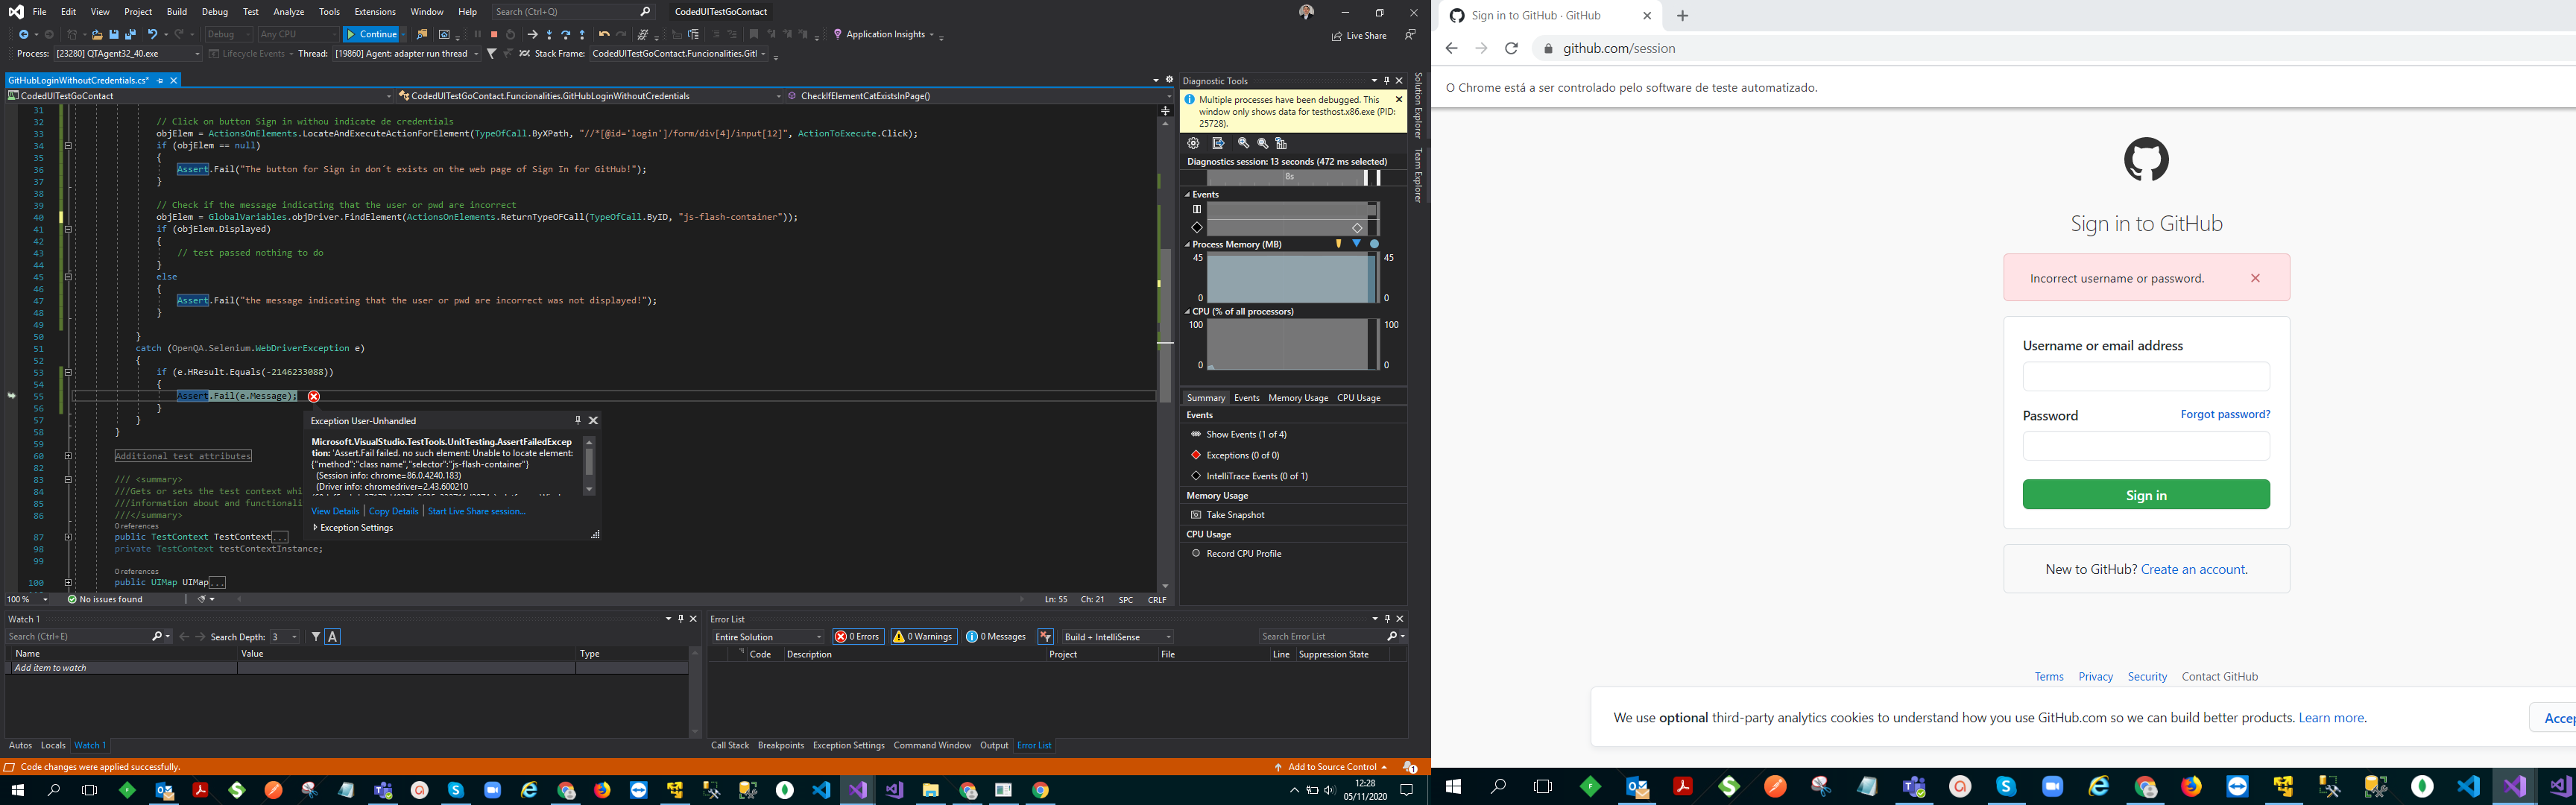 File Edit View Project Build Debug Test Analyze Tools Extensions Window Help Search (Ctrl+Q) CodedUITestGoContact
Debug Any CPU Continue Application Insights Live Share
Process: [23280] QTAgent32_40.exe Lifecycle Events Thread: [19860] Agent: adapter run thread Stack Frame: CodedUITestGoContact.Funcionalities.GitH
GitHubLoginWithoutCredentials.cs*
CodedUITestGoContact CodedUITestGoContact.Funcionalities.GitHubLoginWithoutCredentials CheckIfElementCatExistsInPage()
31
32 // Click on button Sign in withou indicate de credentials
33 objElem = ActionsOnElements.LocateAndExecuteActionForElement(TypeOfCall.ByXPath, "//*[@id='login']/form/div[4]/input[12]", ActionToExecute.Click);
34 if (objElem == null)
35 {
36 Assert.Fail("The button for Sign in don´t exists on the web page of Sign In for GitHub!");
37 }
38
39 // Check if the message indicating that the user or pwd are incorrect
40 objElem = GlobalVariables.objDriver.FindElement(ActionsOnElements.ReturnTypeOFCall(TypeOfCall.ByID, "js-flash-container"));
41 if (objElem.Displayed)
42 {
43 // test passed nothing to do
44 }
45 else
46 {
47 Assert.Fail("the message indicating that the user or pwd are incorrect was not displayed!");
48 }
49
50 }
51 catch (OpenQA.Selenium.WebDriverException e)
52 {
53 if (e.HResult.Equals(-2146233088))
54 {
55 Assert.Fail(e.Message);
56 }
57 }
58 }
59
60 Additional test attributes
82
83 /// <summary>
84 ///Gets or sets the test context whi
85 ///information about and functionali
86 ///</summary>
0 references
87 public TestContext TestContext...
98 private TestContext testContextInstance;
99
0 references
100 public UIMap UIMap...
Exception User-Unhandled
Microsoft.VisualStudio.TestTools.UnitTesting.AssertFailedExcep
tion: 'Assert.Fail failed. no such element: Unable to locate element:
{"method":"class name","selector":"js-flash-container"}
(Session info: chrome=86.0.4240.183)
(Driver info: chromedriver=2.43.600210
View Details Copy Details Start Live Share session...
Exception Settings
100 % No issues found Ln: 55 Ch: 21 SPC CRLF
Diagnostic Tools
Multiple processes have been debugged. This
window only shows data for testhost.x86.exe (PID:
25728).
Diagnostics session: 13 seconds (472 ms selected)
8s
Events
Process Memory (MB)
45 45
0 0
CPU (% of all processors)
100 100
0 0
Summary Events Memory Usage CPU Usage
Events
Show Events (1 of 4)
Exceptions (0 of 0)
IntelliTrace Events (0 of 1)
Memory Usage
Take Snapshot
CPU Usage
Record CPU Profile
Solution Explorer
Team Explorer
Watch 1
Search (Ctrl+E) Search Depth: 3
Name Value Type
Add item to watch
Autos Locals Watch 1
Error List
Entire Solution 0 Errors 0 Warnings 0 Messages Build + IntelliSense Search Error List
Code Description Project File Line Suppression State
Call Stack Breakpoints Exception Settings Command Window Output Error List
Code changes were applied successfully. Add to Source Control 1
12:28
05/11/2020
Sign in to GitHub · GitHub
github.com/session
O Chrome está a ser controlado pelo software de teste automatizado.
Sign in to GitHub
Incorrect username or password.
Username or email address
Password Forgot password?
Sign in
New to GitHub? Create an account.
Terms Privacy Security Contact GitHub
We use optional third-party analytics cookies to understand how you use GitHub.com so we can build better products. Learn more.
Accep